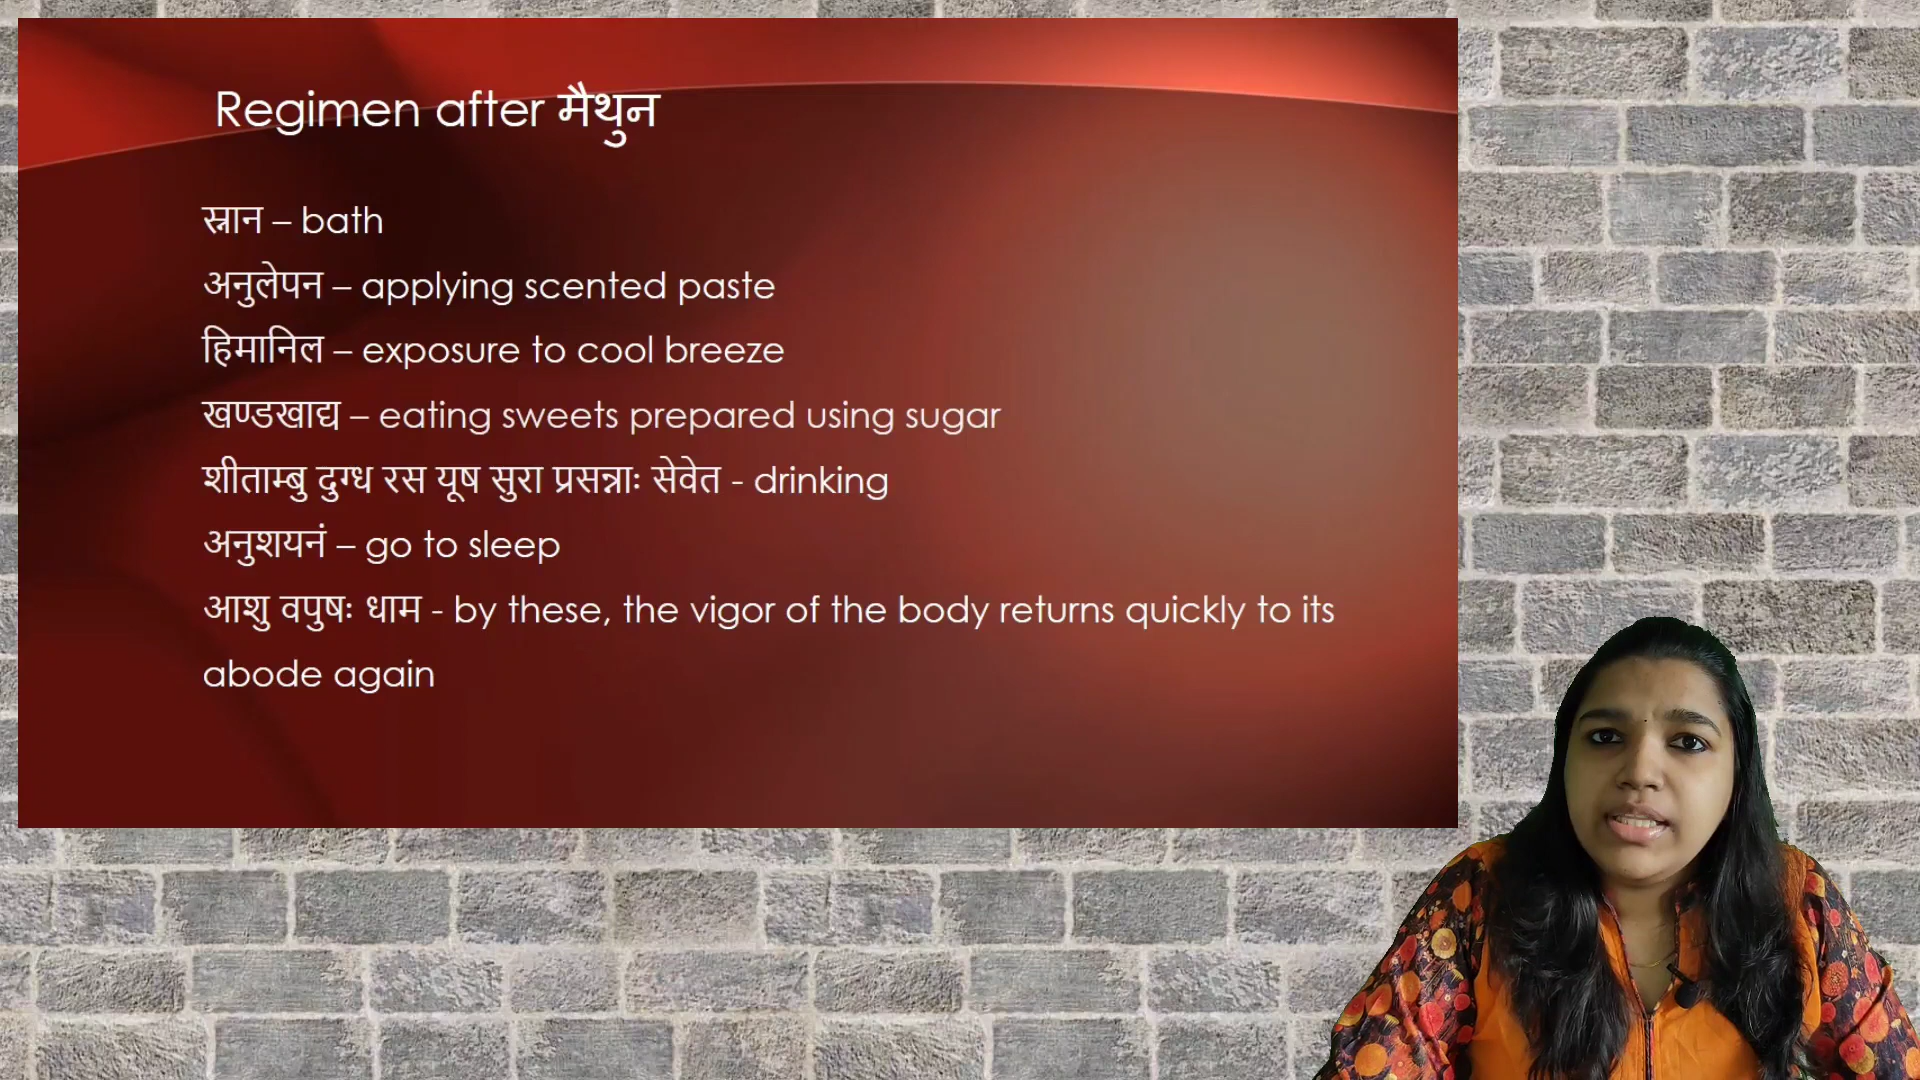 Regimen after मैथुन
स्नान – bath
अनुलेपन – applying scented paste
हिमानिल – exposure to cool breeze
खण्डखाद्य – eating sweets prepared using sugar
शीताम्बु दुग्ध रस यूष सुरा प्रसन्नाः सेवेत - drinking
अनुशयनं – go to sleep
आशु वपुषः धाम - by these, the vigor of the body returns quickly to its
abode again